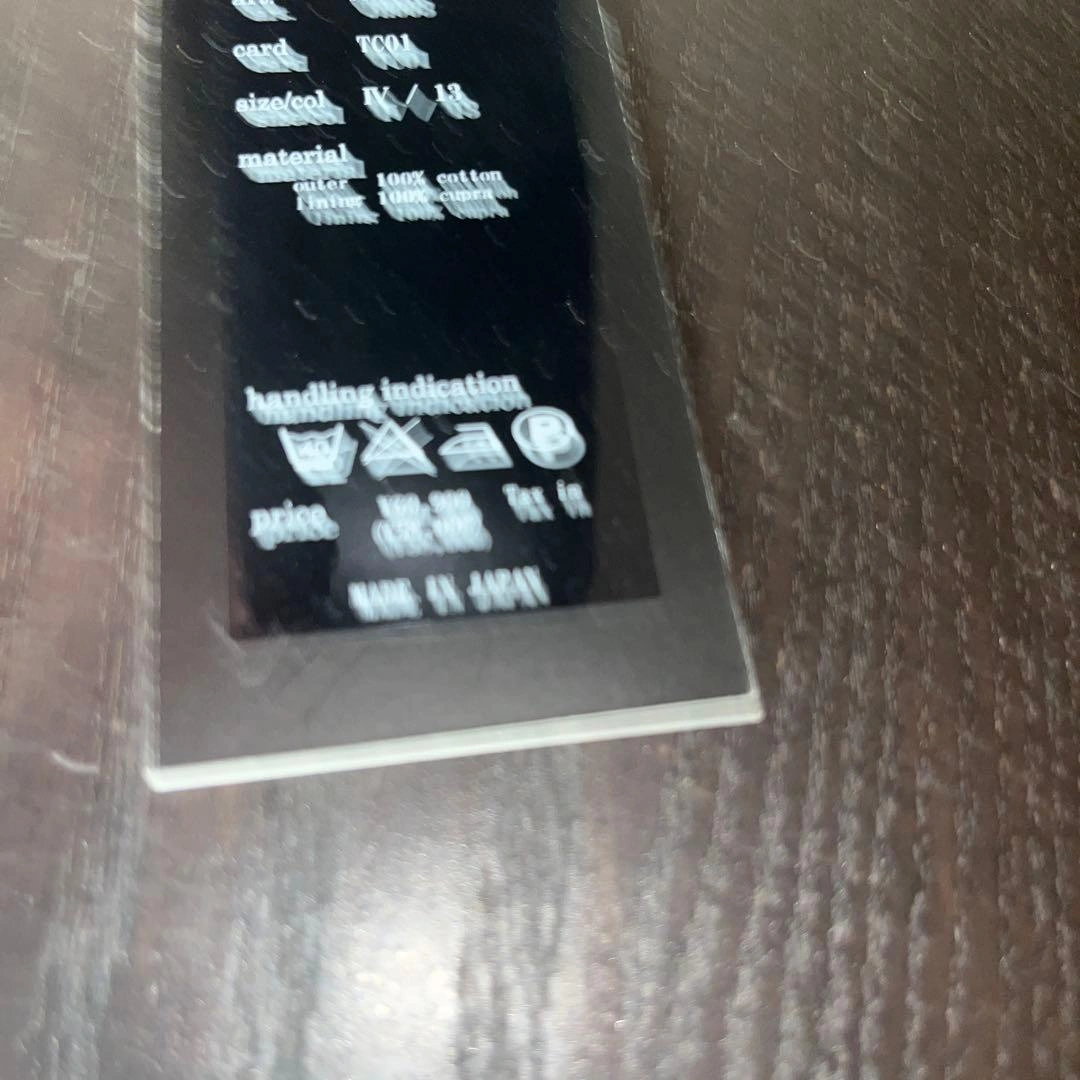 card TC01
size/col IV / 13
material
outer 100% cotton
lining 100% cupra
handling indication
40 P
price Tax in
MADE IN JAPAN